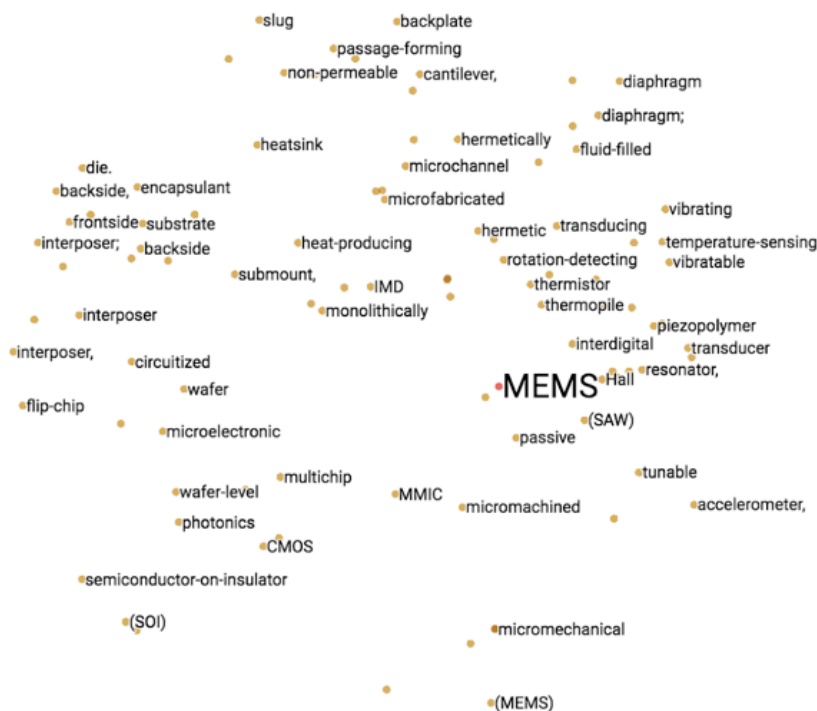 slug
backplate
passage-forming
non-permeable
cantilever,
diaphragm
diaphragm;
heatsink
hermetically
fluid-filled
microchannel
die.
backside,
encapsulant
microfabricated
vibrating
frontside
substrate
hermetic
transducing
interposer;
backside
heat-producing
temperature-sensing
rotation-detecting
vibratable
submount,
IMD
thermistor
monolithically
thermopile
interposer
piezopolymer
interdigital
transducer
interposer,
circuitized
resonator,
wafer
MEMS
Hall
flip-chip
(SAW)
microelectronic
passive
multichip
tunable
wafer-level
MMIC
micromachined
accelerometer,
photonics
CMOS
semiconductor-on-insulator
(SOI)
micromechanical
(MEMS)